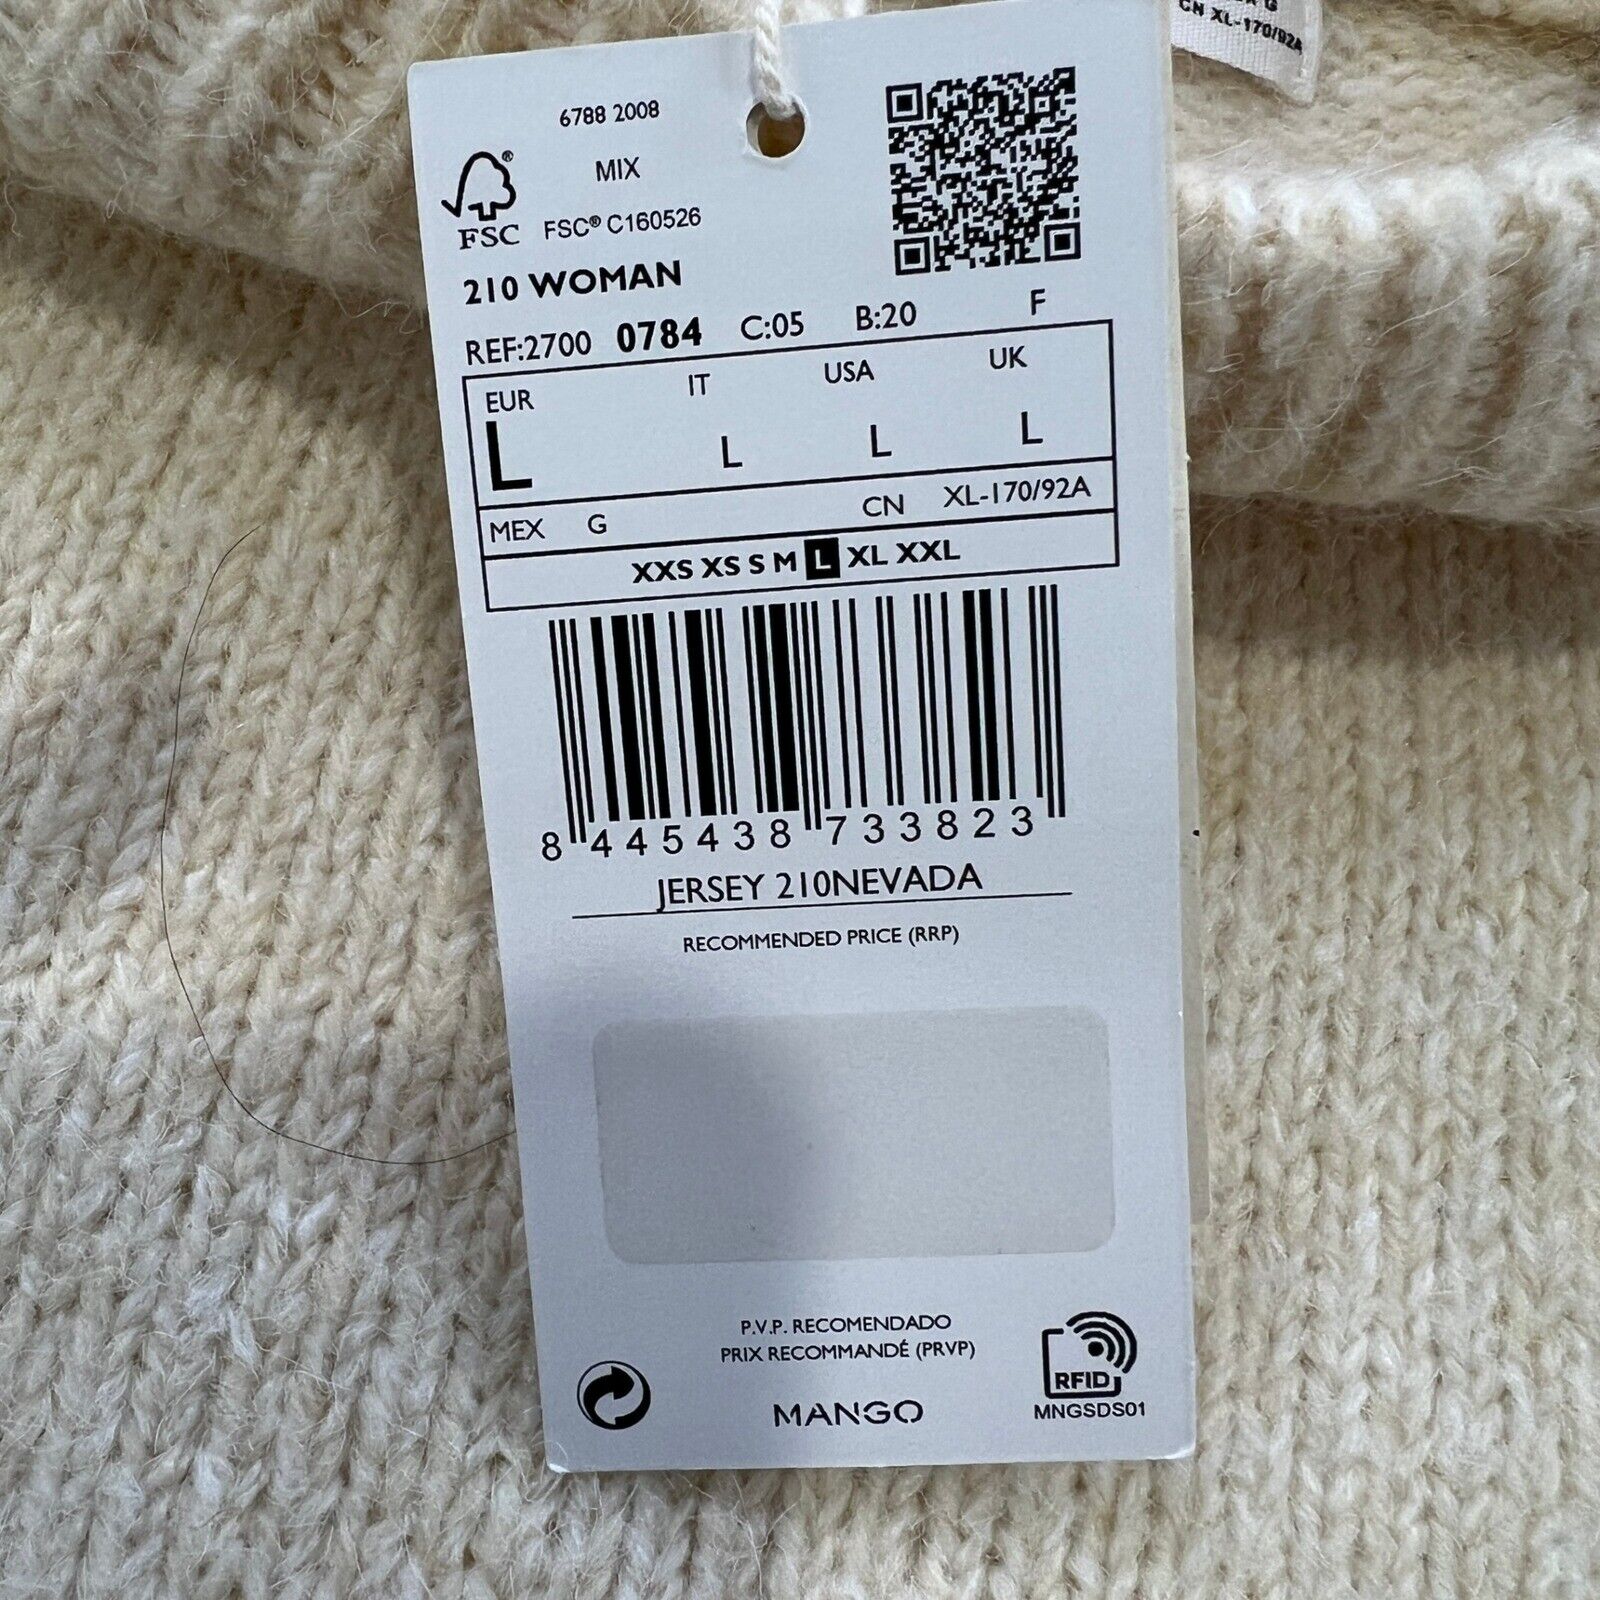 G
CN XL-170/92A
6788 2008
MIX
FSC
FSC® C160526
210 WOMAN
REF:2700 0784 C:05 B:20 F
EUR IT USA UK
L L L L
MEX G CN XL-170/92A
XXS XS S M L XL XXL
8 445438 733823
JERSEY 210NEVADA
RECOMMENDED PRICE (RRP)
P.V.P. RECOMENDADO
PRIX RECOMMANDÉ (PRVP)
MANGO
RFID
MNGSDS01